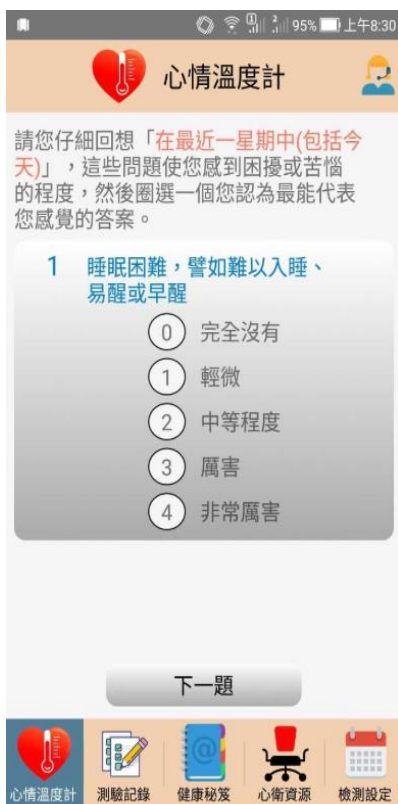 95% 上午8:30
心情溫度計
請您仔細回想「在最近一星期中(包括今
天)」,這些問題使您感到困擾或苦惱
的程度,然後圈選一個您認為最能代表
您感覺的答案。
1 睡眠困難,譬如難以入睡、
易醒或早醒
0 完全沒有
1 輕微
2 中等程度
3 厲害
4 非常厲害
下一題
心情溫度計 測驗記錄 健康秘笈 心衛資源 檢測設定